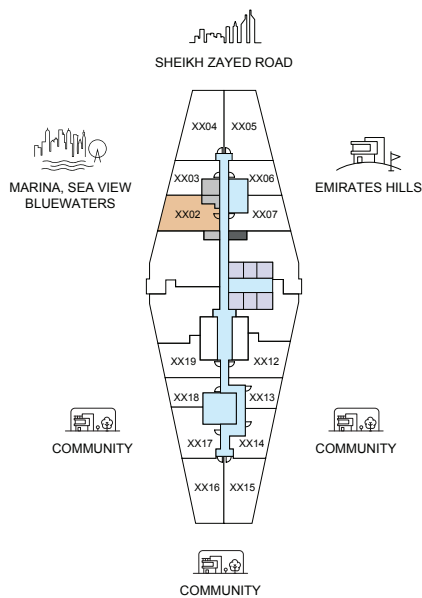 SHEIKH ZAYED ROAD
XX04 XX05
MARINA, SEA VIEW
BLUEWATERS
EMIRATES HILLS
XX03 XX06
XX02 XX07
XX19 XX12
XX18 XX13
XX17 XX14
XX16 XX15
COMMUNITY
COMMUNITY
COMMUNITY